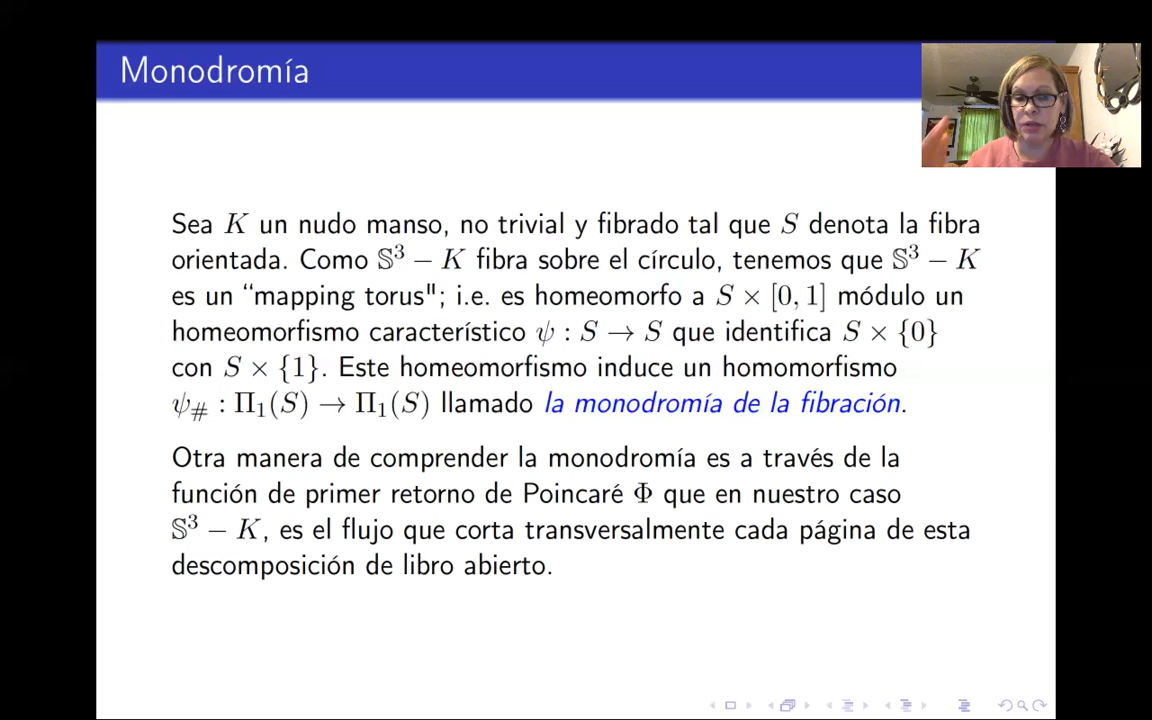 Monodromía
Sea K un nudo manso, no trivial y fibrado tal que S denota la fibra
orientada. Como 𝕊³ − K fibra sobre el círculo, tenemos que 𝕊³ − K
es un “mapping torus"; i.e. es homeomorfo a S × [0, 1] módulo un
homeomorfismo característico ψ : S → S que identifica S × {0}
con S × {1}. Este homeomorfismo induce un homomorfismo
ψ# : Π₁(S) → Π₁(S) llamado la monodromía de la fibración.
Otra manera de comprender la monodromía es a través de la
función de primer retorno de Poincaré Φ que en nuestro caso
𝕊³ − K, es el flujo que corta transversalmente cada página de esta
descomposición de libro abierto.